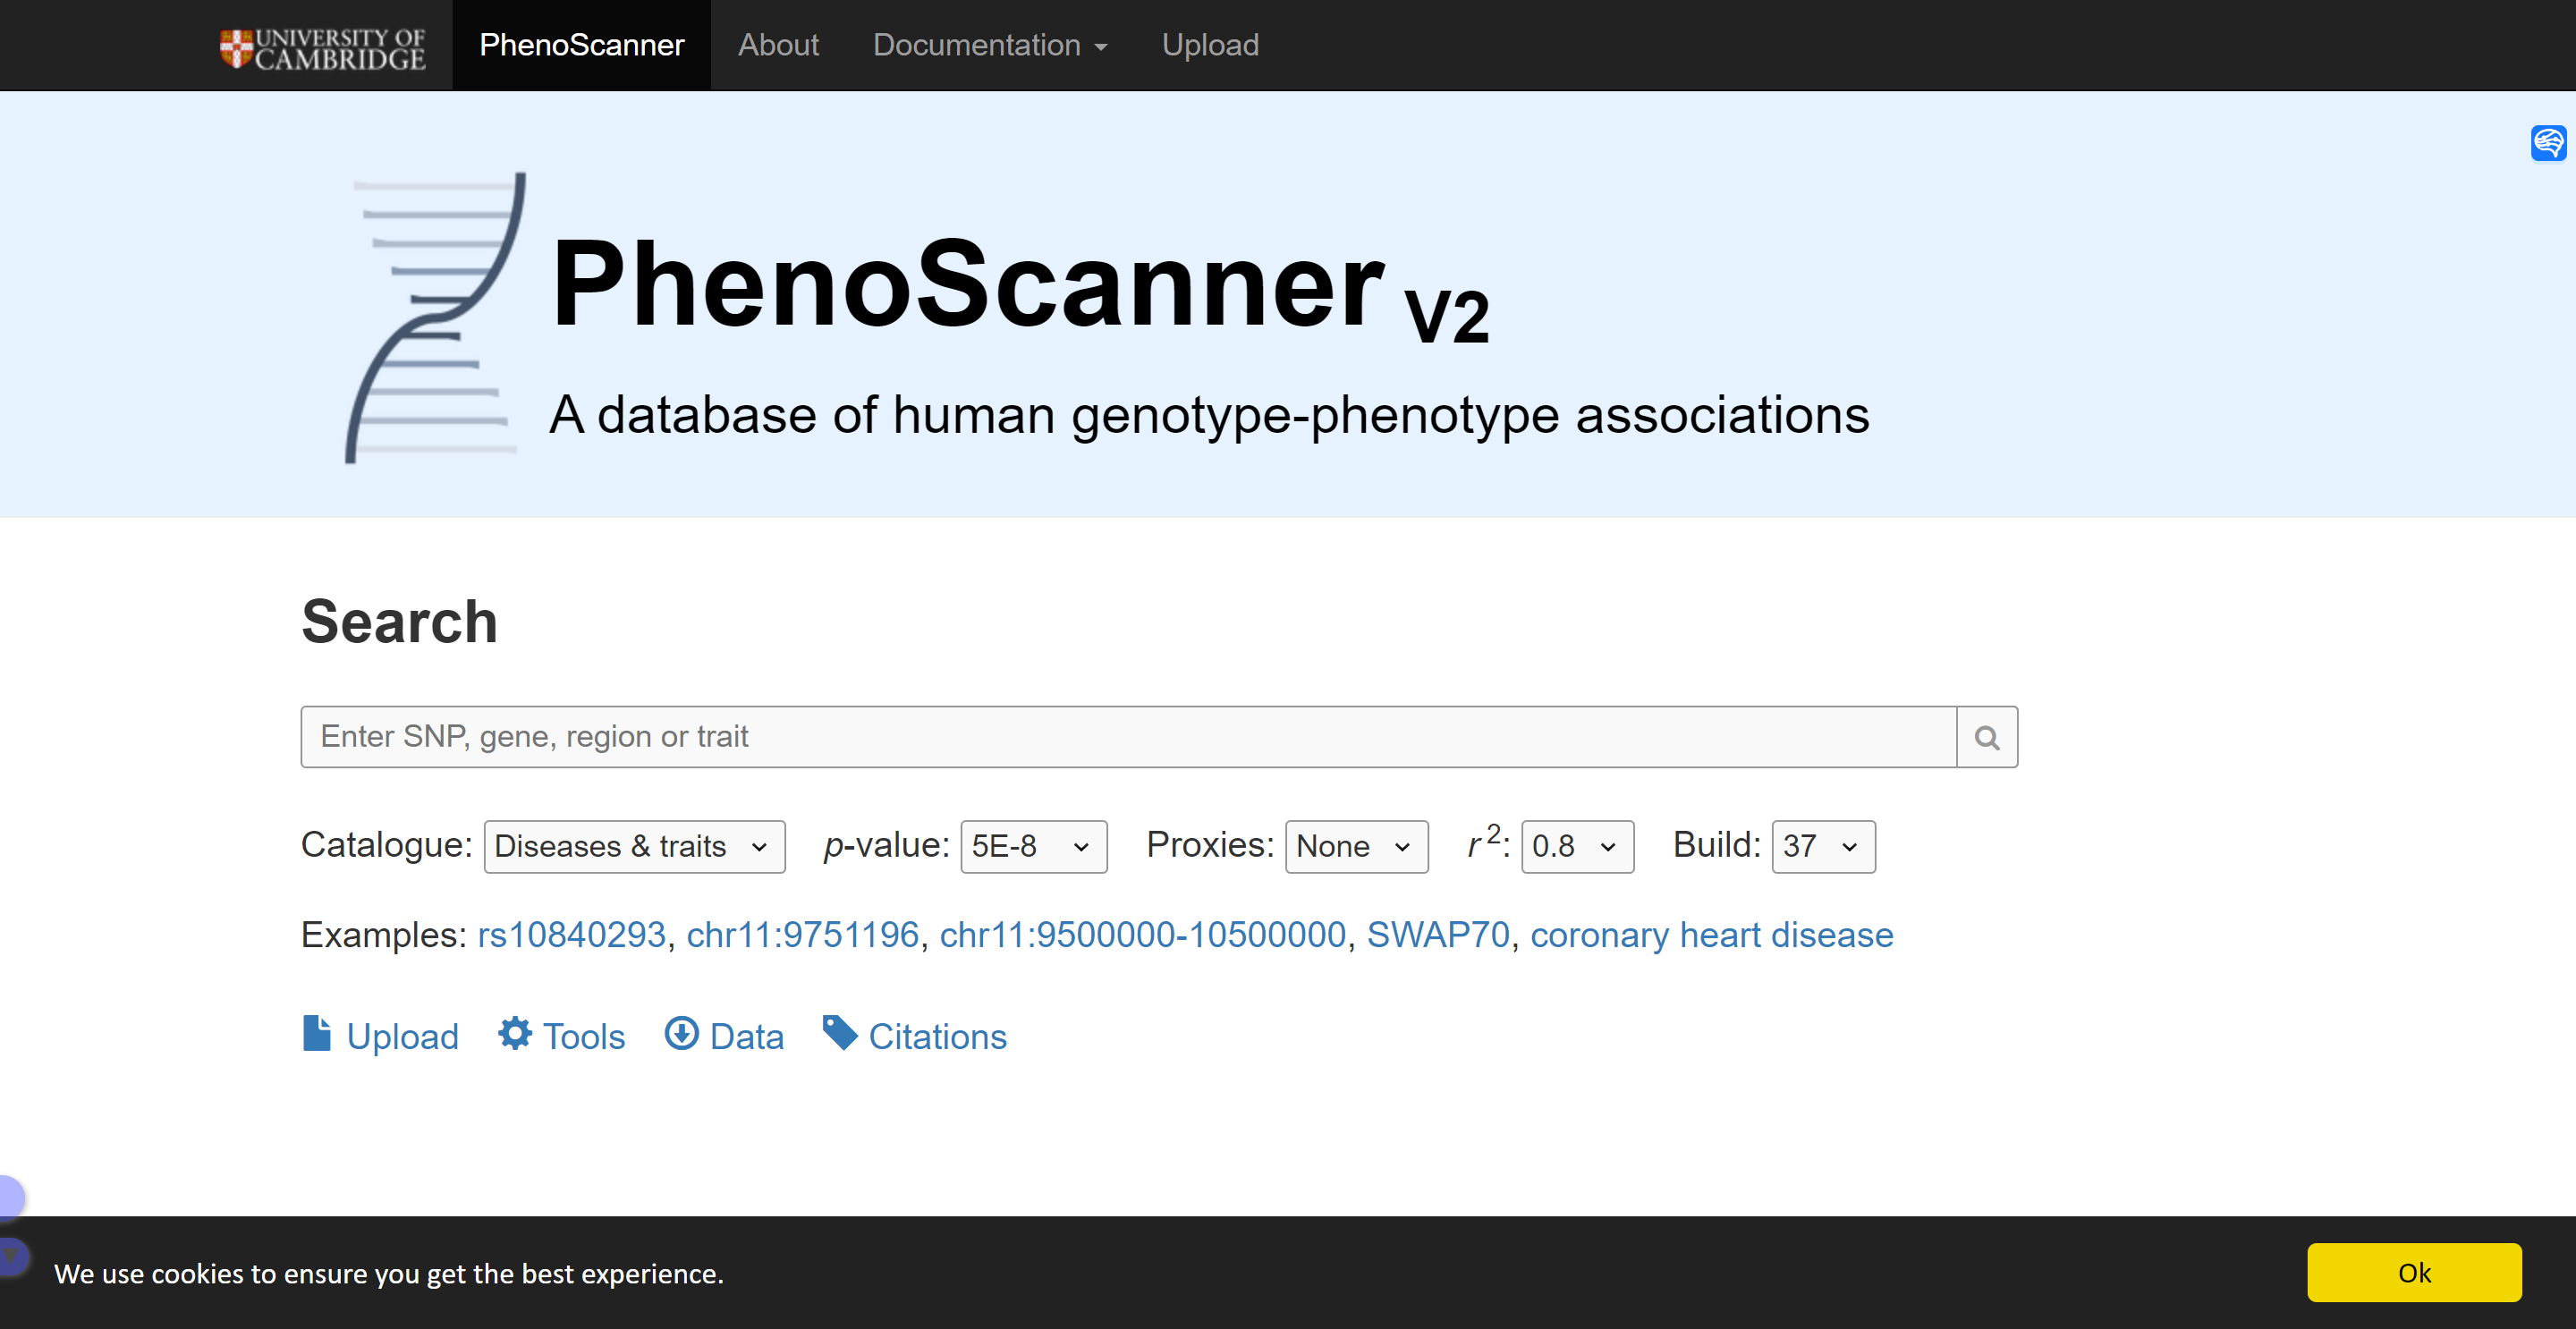 UNIVERSITY OF
CAMBRIDGE
PhenoScanner About Documentation Upload
PhenoScanner V2
A database of human genotype-phenotype associations
Search
Enter SNP, gene, region or trait
Catalogue: Diseases & traits p-value: 5E-8 Proxies: None r²: 0.8 Build: 37
Examples: rs10840293, chr11:9751196, chr11:9500000-10500000, SWAP70, coronary heart disease
Upload Tools Data Citations
We use cookies to ensure you get the best experience.
Ok